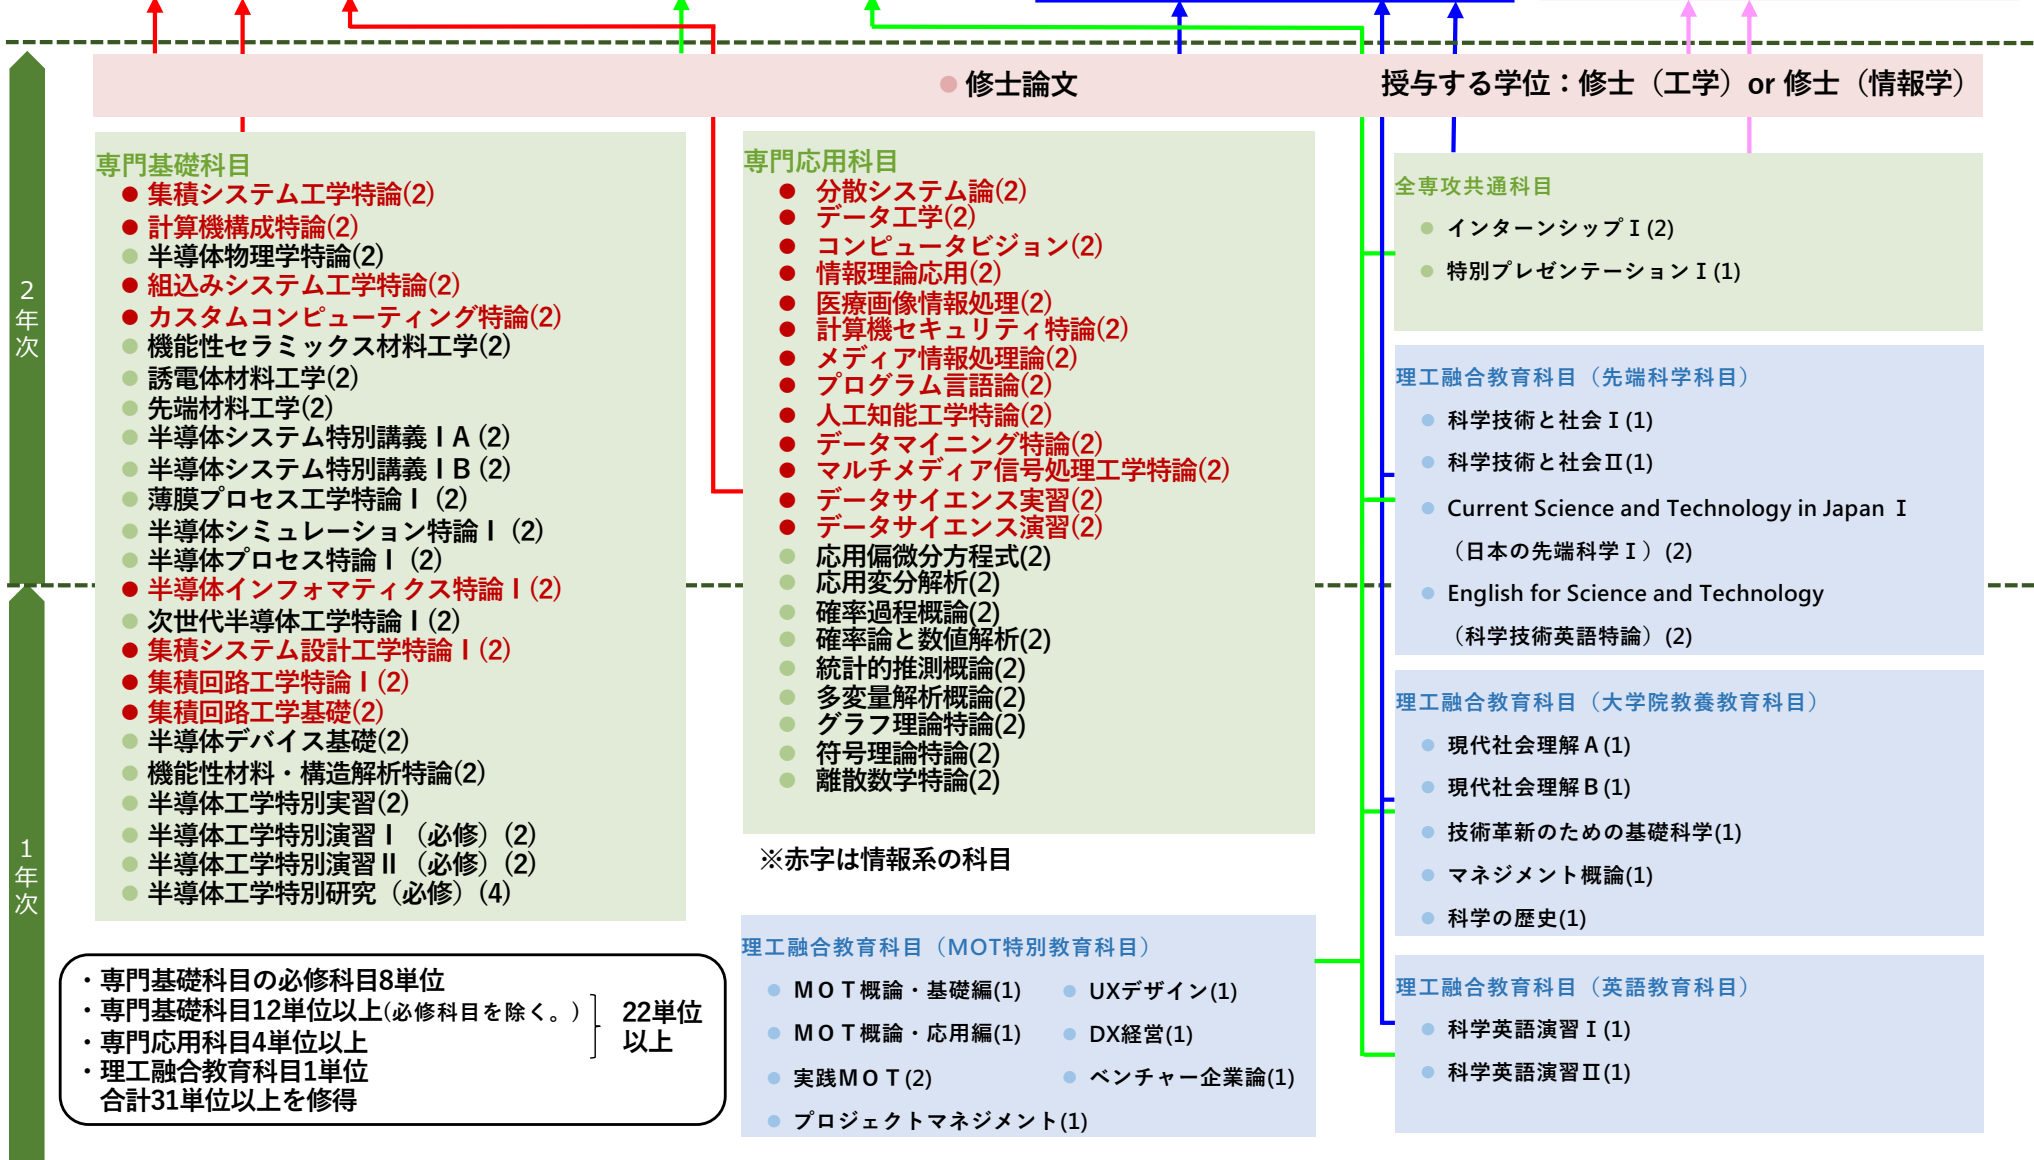 修士論文
授与する学位：修士（工学）or 修士（情報学）
2年次
1年次
専門基礎科目
集積システム工学特論(2)
計算機構成特論(2)
半導体物理学特論(2)
組込みシステム工学特論(2)
カスタムコンピューティング特論(2)
機能性セラミックス材料工学(2)
誘電体材料工学(2)
先端材料工学(2)
半導体システム特別講義ⅠA (2)
半導体システム特別講義ⅠB (2)
薄膜プロセス工学特論Ⅰ (2)
半導体シミュレーション特論Ⅰ (2)
半導体プロセス特論Ⅰ (2)
半導体インフォマティクス特論Ⅰ(2)
次世代半導体工学特論Ⅰ(2)
集積システム設計工学特論Ⅰ(2)
集積回路工学特論Ⅰ(2)
集積回路工学基礎(2)
半導体デバイス基礎(2)
機能性材料・構造解析特論(2)
半導体工学特別実習(2)
半導体工学特別演習Ⅰ（必修）(2)
半導体工学特別演習Ⅱ（必修）(2)
半導体工学特別研究（必修）(4)
・専門基礎科目の必修科目8単位
・専門基礎科目12単位以上(必修科目を除く。)
・専門応用科目4単位以上
22単位
以上
・理工融合教育科目1単位
合計31単位以上を修得
専門応用科目
分散システム論(2)
データ工学(2)
コンピュータビジョン(2)
情報理論応用(2)
医療画像情報処理(2)
計算機セキュリティ特論(2)
メディア情報処理論(2)
プログラム言語論(2)
人工知能工学特論(2)
データマイニング特論(2)
マルチメディア信号処理工学特論(2)
データサイエンス実習(2)
データサイエンス演習(2)
応用偏微分方程式(2)
応用変分解析(2)
確率過程概論(2)
確率論と数値解析(2)
統計的推測概論(2)
多変量解析概論(2)
グラフ理論特論(2)
符号理論特論(2)
離散数学特論(2)
※赤字は情報系の科目
理工融合教育科目（MOT特別教育科目）
ＭＯＴ概論・基礎編(1)
ＭＯＴ概論・応用編(1)
実践ＭＯＴ(2)
プロジェクトマネジメント(1)
UXデザイン(1)
DX経営(1)
ベンチャー企業論(1)
全専攻共通科目
インターンシップⅠ(2)
特別プレゼンテーションⅠ(1)
理工融合教育科目（先端科学科目）
科学技術と社会Ⅰ(1)
科学技術と社会Ⅱ(1)
Current Science and Technology in Japan Ⅰ
（日本の先端科学Ⅰ）(2)
English for Science and Technology
（科学技術英語特論）(2)
理工融合教育科目（大学院教養教育科目）
現代社会理解Ａ(1)
現代社会理解Ｂ(1)
技術革新のための基礎科学(1)
マネジメント概論(1)
科学の歴史(1)
理工融合教育科目（英語教育科目）
科学英語演習Ⅰ(1)
科学英語演習Ⅱ(1)